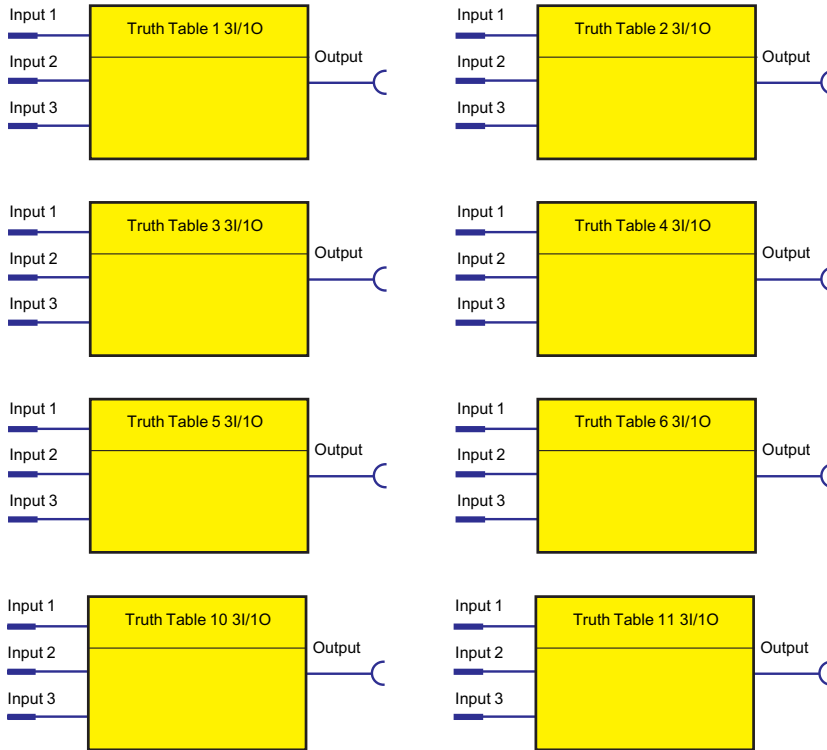 Input 1
Truth Table 1 3I/1O
Input 2
Output
Input 3
Input 1
Truth Table 2 3I/1O
Input 2
Output
Input 3
Input 1
Truth Table 3 3I/1O
Input 2
Output
Input 3
Input 1
Truth Table 4 3I/1O
Input 2
Output
Input 3
Input 1
Truth Table 5 3I/1O
Input 2
Output
Input 3
Input 1
Truth Table 6 3I/1O
Input 2
Output
Input 3
Input 1
Truth Table 10 3I/1O
Input 2
Output
Input 3
Input 1
Truth Table 11 3I/1O
Input 2
Output
Input 3